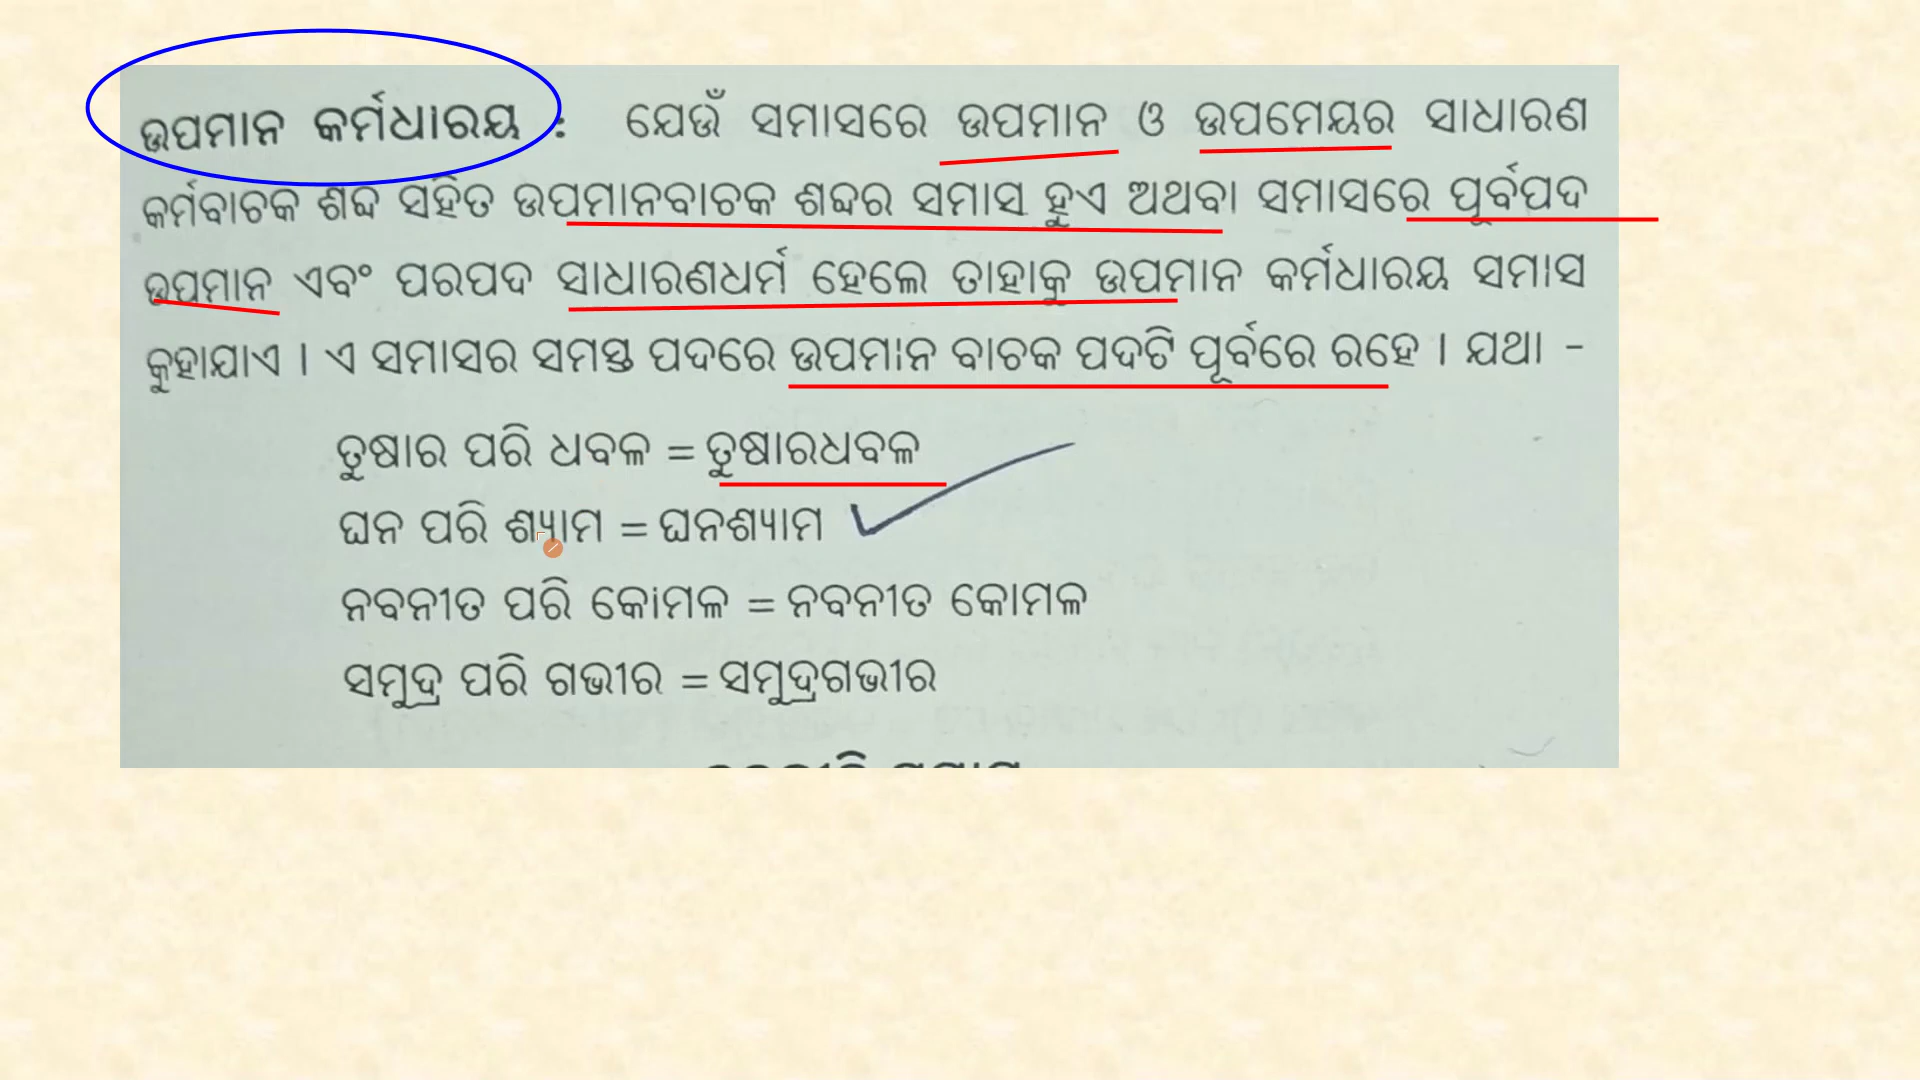 ଉପମାନ କର୍ମଧାରୟ : ଯେଉଁ ସମାସରେ ଉପମାନ ଓ ଉପମେୟର ସାଧାରଣ
କର୍ମବାଚକ ଶବ୍ଦ ସହିତ ଉପମାନବାଚକ ଶବ୍ଦର ସମାସ ହୁଏ ଅଥବା ସମାସରେ ପୂର୍ବପଦ
ଉପମାନ ଏବଂ ପରପଦ ସାଧାରଣଧର୍ମ ହେଲେ ତାହାକୁ ଉପମାନ କର୍ମଧାରୟ ସମାସ
କୁହାଯାଏ । ଏ ସମାସର ସମସ୍ତ ପଦରେ ଉପମାନ ବାଚକ ପଦଟି ପୂର୍ବରେ ରହେ । ଯଥା -
ତୁଷାର ପରି ଧବଳ = ତୁଷାରଧବଳ
ଘନ ପରି ଶ୍ୟାମ = ଘନଶ୍ୟାମ
ନବନୀତ ପରି କୋମଳ = ନବନୀତ କୋମଳ
ସମୁଦ୍ର ପରି ଗଭୀର = ସମୁଦ୍ରଗଭୀର